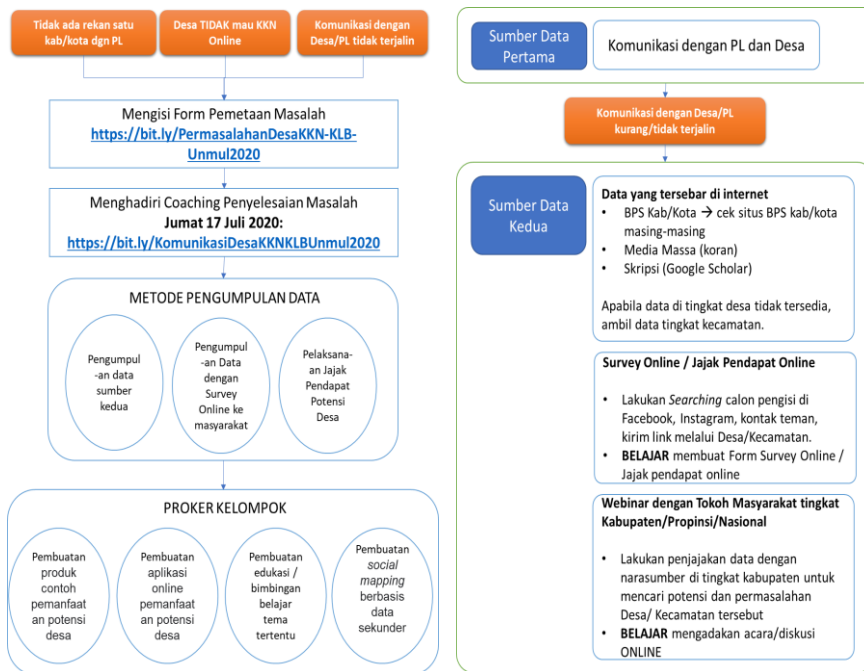 Tidak ada rekan satu
kab/kota dgn PL
Desa TIDAK mau KKN
Online
Komunikasi dengan
Desa/PL tidak terjalin
Mengisi Form Pemetaan Masalah
https://bit.ly/PermasalahanDesaKKN-KLB-
Unmul2020
Menghadiri Coaching Penyelesaian Masalah
Jumat 17 Juli 2020:
https://bit.ly/KomunikasiDesaKKNKLBUnmul2020
METODE PENGUMPULAN DATA
Pengumpul
-an data
sumber
kedua
Pengumpul
-an Data
dengan
Survey
Online ke
masyarakat
Pelaksana-
an Jajak
Pendapat
Potensi
Desa
PROKER KELOMPOK
Pembuatan
produk
contoh
pemanfaat
an potensi
desa
Pembuatan
aplikasi
online
pemanfaat
an potensi
desa
Pembuatan
edukasi /
bimbingan
belajar
tema
tertentu
Pembuatan
social
mapping
berbasis
data
sekunder
Sumber Data
Pertama
Komunikasi dengan PL dan Desa
Komunikasi dengan Desa/PL
kurang/tidak terjalin
Sumber Data
Kedua
Data yang tersebar di internet
• BPS Kab/Kota → cek situs BPS kab/kota
masing-masing
• Media Massa (koran)
• Skripsi (Google Scholar)
Apabila data di tingkat desa tidak tersedia,
ambil data tingkat kecamatan.
Survey Online / Jajak Pendapat Online
• Lakukan Searching calon pengisi di
Facebook, Instagram, kontak teman,
kirim link melalui Desa/Kecamatan.
• BELAJAR membuat Form Survey Online /
Jajak pendapat online
Webinar dengan Tokoh Masyarakat tingkat
Kabupaten/Propinsi/Nasional
• Lakukan penjajakan data dengan
narasumber di tingkat kabupaten untuk
mencari potensi dan permasalahan
Desa/ Kecamatan tersebut
• BELAJAR mengadakan acara/diskusi
ONLINE